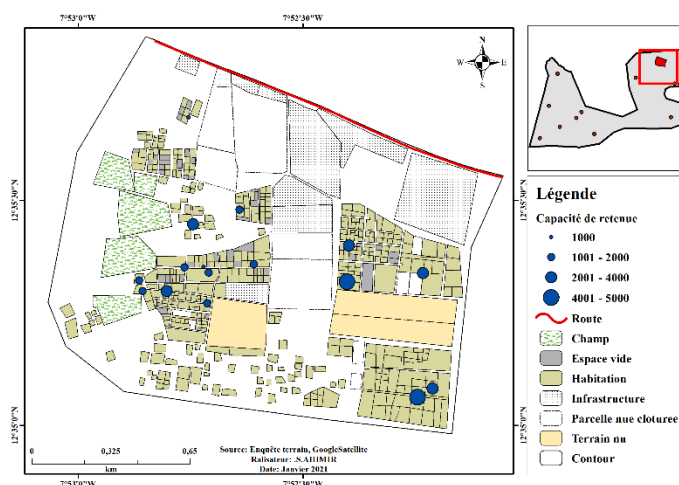 7°53'0"W
7°52'30"W
N
W
E
S
12°35'30"N
12°35'30"N
12°35'0"N
12°35'0"N
0
0,325
0,65
km
Source: Enquête terrain, GoogleSatellite
Ralisateur: .S.AHIMIR
Date: Janvier 2021
7°53'0"W
7°52'30"W
Légende
Capacité de retenue
1000
1001 - 2000
2001 - 4000
4001 - 5000
Route
Champ
Espace vide
Habitation
Infrastructure
Parcelle nue cloturee
Terrain nu
Contour